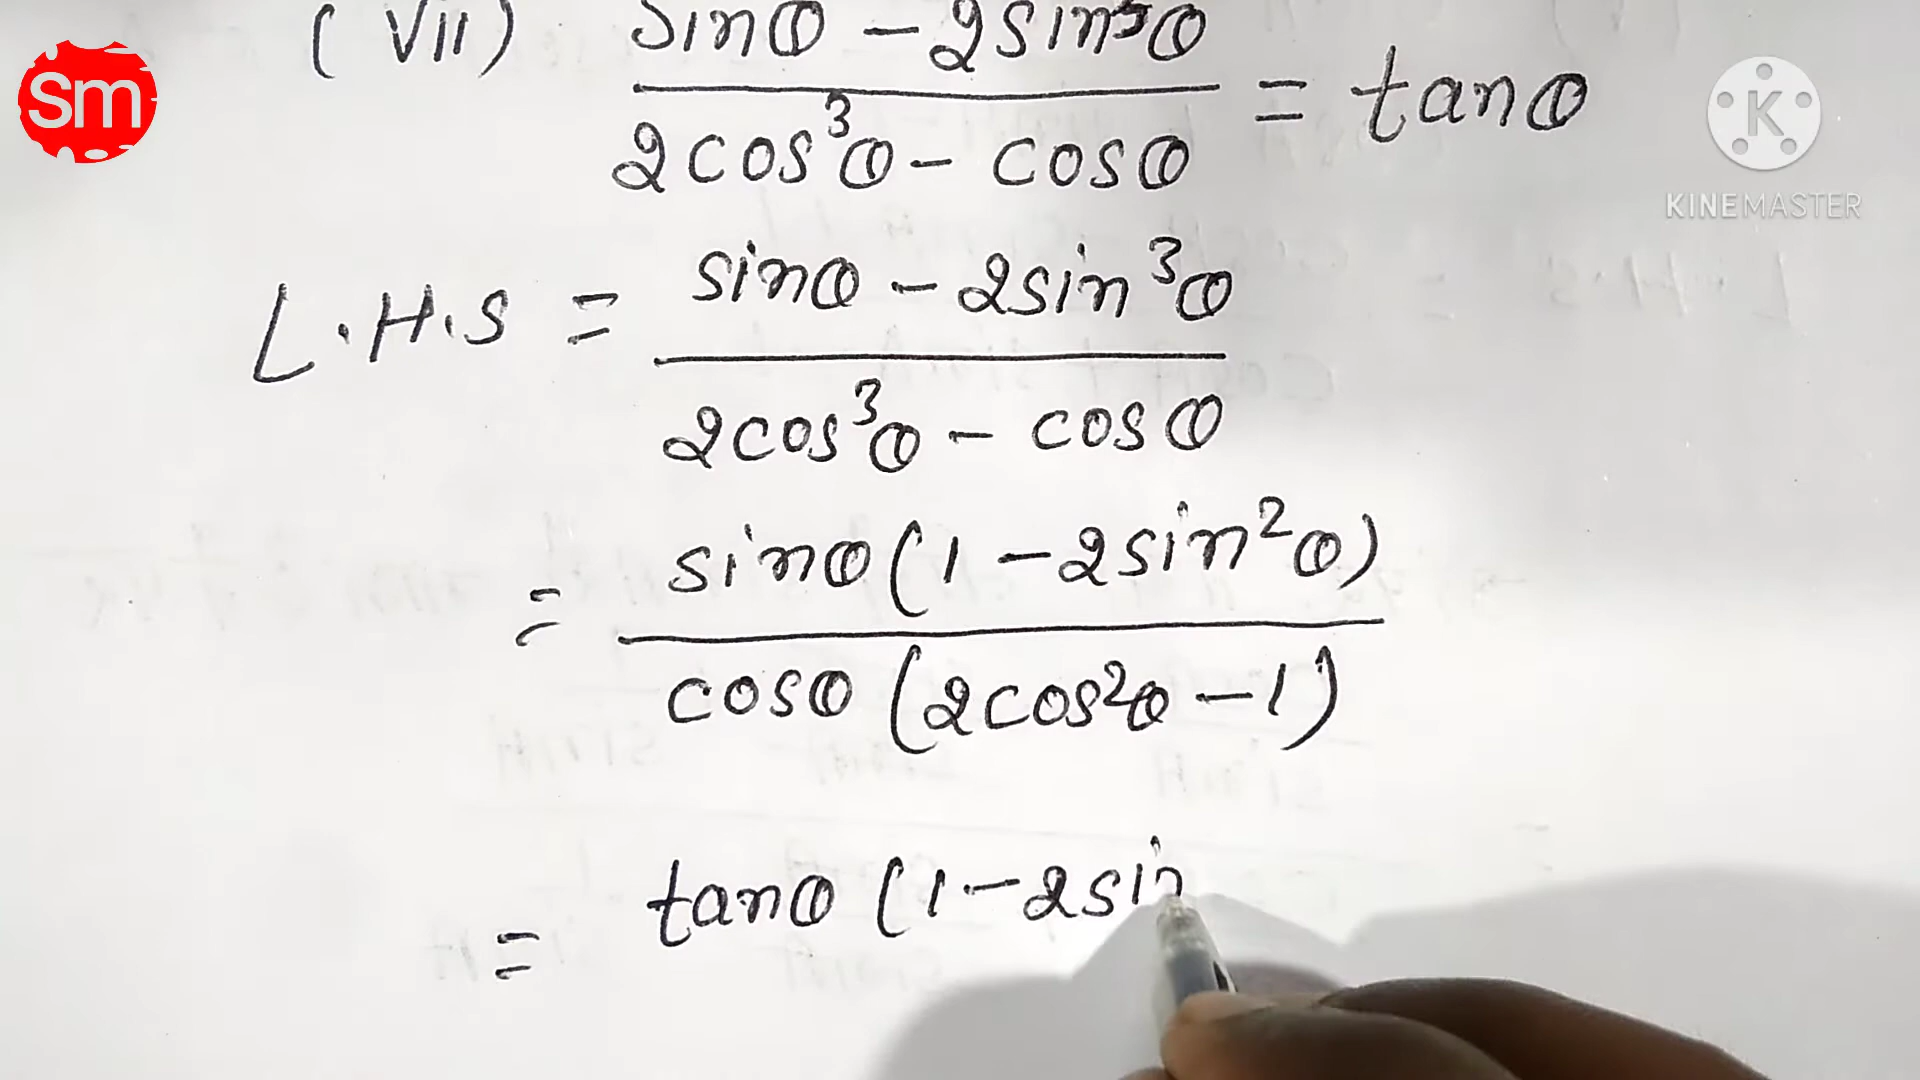 Sm
(vii) sinθ - 2sin³θ / 2cos³θ - cosθ = tanθ
K
KINEMASTER
L.H.S = sinθ - 2sin³θ / 2cos³θ - cosθ
= sinθ(1 - 2sin²θ) / cosθ(2cos²θ - 1)
= tanθ (1 - 2sin